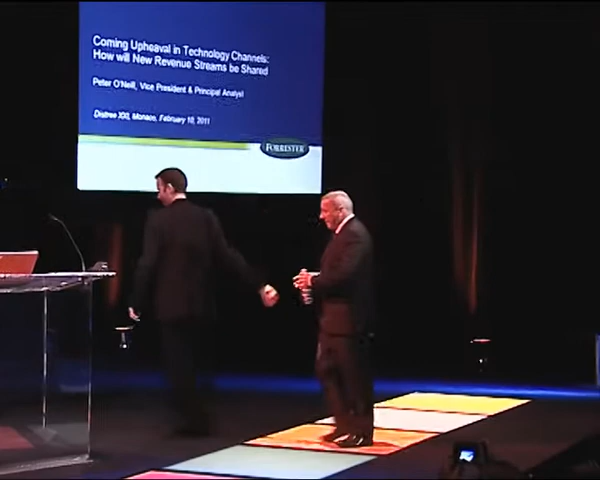 Coming Upheaval in Technology Channels:
How will New Revenue Streams be Shared
Peter O'Neill, Vice President & Principal Analyst
Distree XXL, Monaco, February 10, 2011
FORRESTER